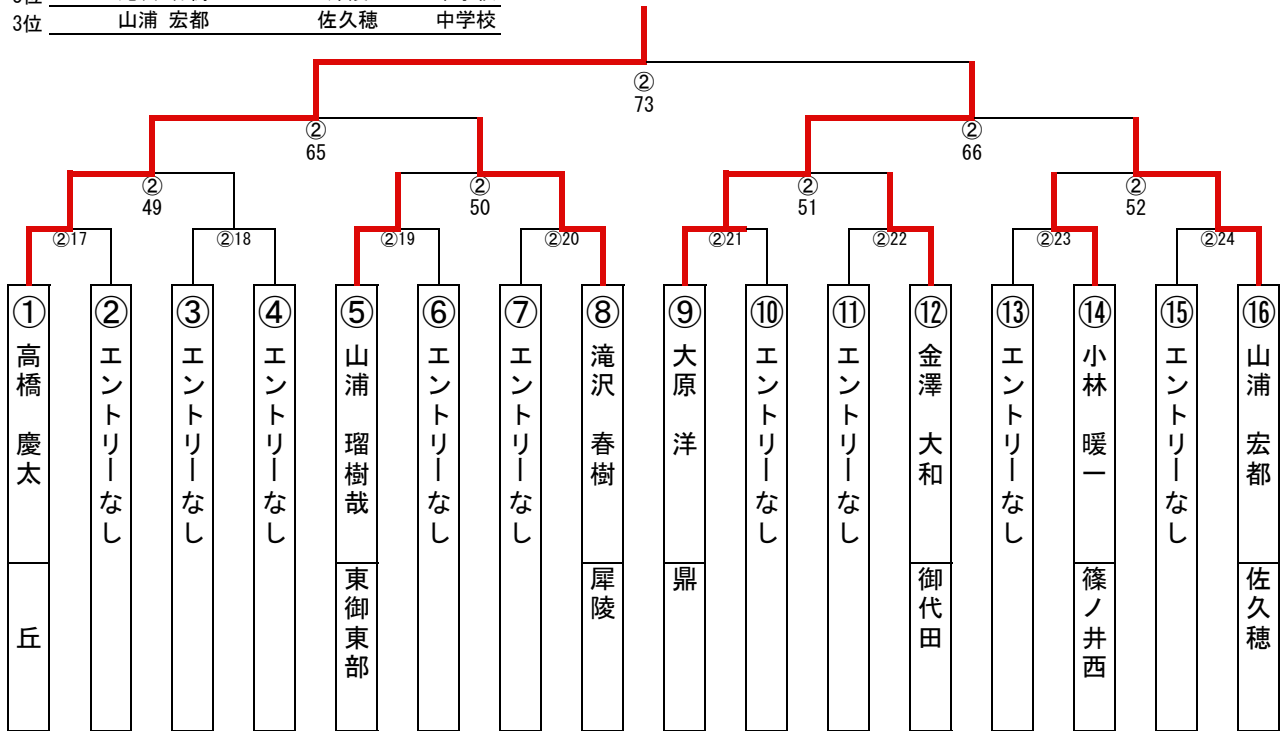 3位 山浦 宏都 佐久穂 中学校
②
73
②
65
②
66
②
49
②
50
②
51
②
52
②17
②18
②19
②20
②21
②22
②23
②24
① 高橋 慶太 丘
② エントリーなし
③ エントリーなし
④ エントリーなし
⑤ 山浦 瑠樹哉 東御東部
⑥ エントリーなし
⑦ エントリーなし
⑧ 滝沢 春樹 犀陵
⑨ 大原 洋 鼎
⑩ エントリーなし
⑪ エントリーなし
⑫ 金澤 大和 御代田
⑬ エントリーなし
⑭ 小林 暖一 篠ノ井西
⑮ エントリーなし
⑯ 山浦 宏都 佐久穂